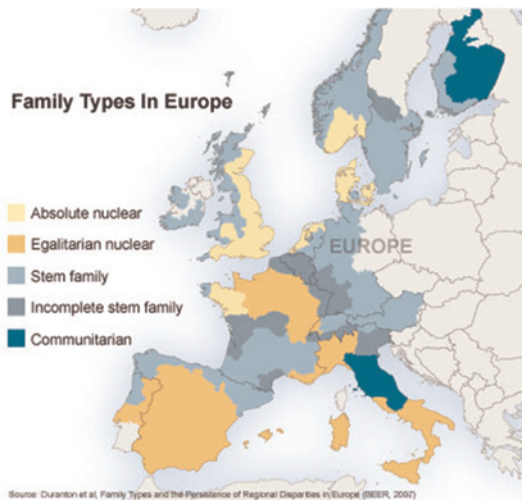 Family Types In Europe
Absolute nuclear
Egalitarian nuclear
Stem family
Incomplete stem family
Communitarian
EUROPE
Source: Duranton et al, Family Types and the Persistence of Regional Disparities in Europe (BEER, 2007)